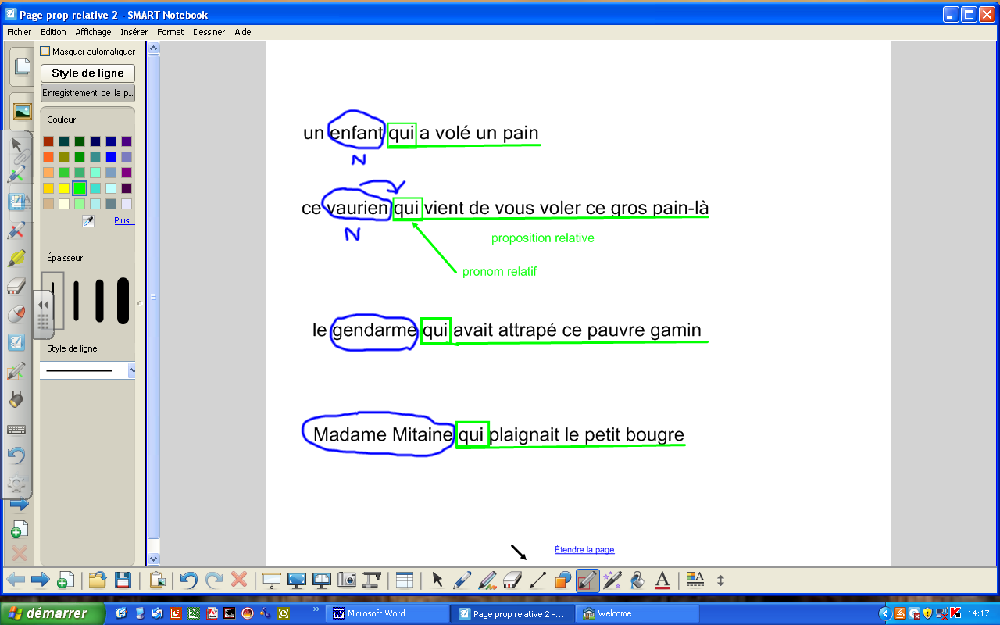 Page prop relative 2 - SMART Notebook
Fichier Edition Affichage Insérer Format Dessiner Aide
Masquer automatiquement
Style de ligne
Enregistrement de la p...
Couleur
Plus..
Épaisseur
Style de ligne
un enfant qui a volé un pain
N
ce vaurien qui vient de vous voler ce gros pain-là
N
proposition relative
pronom relatif
le gendarme qui avait attrapé ce pauvre gamin
Madame Mitaine qui plaignait le petit bougre
Étendre la page
démarrer Microsoft Word Page prop relative 2 -... Welcome 14:17